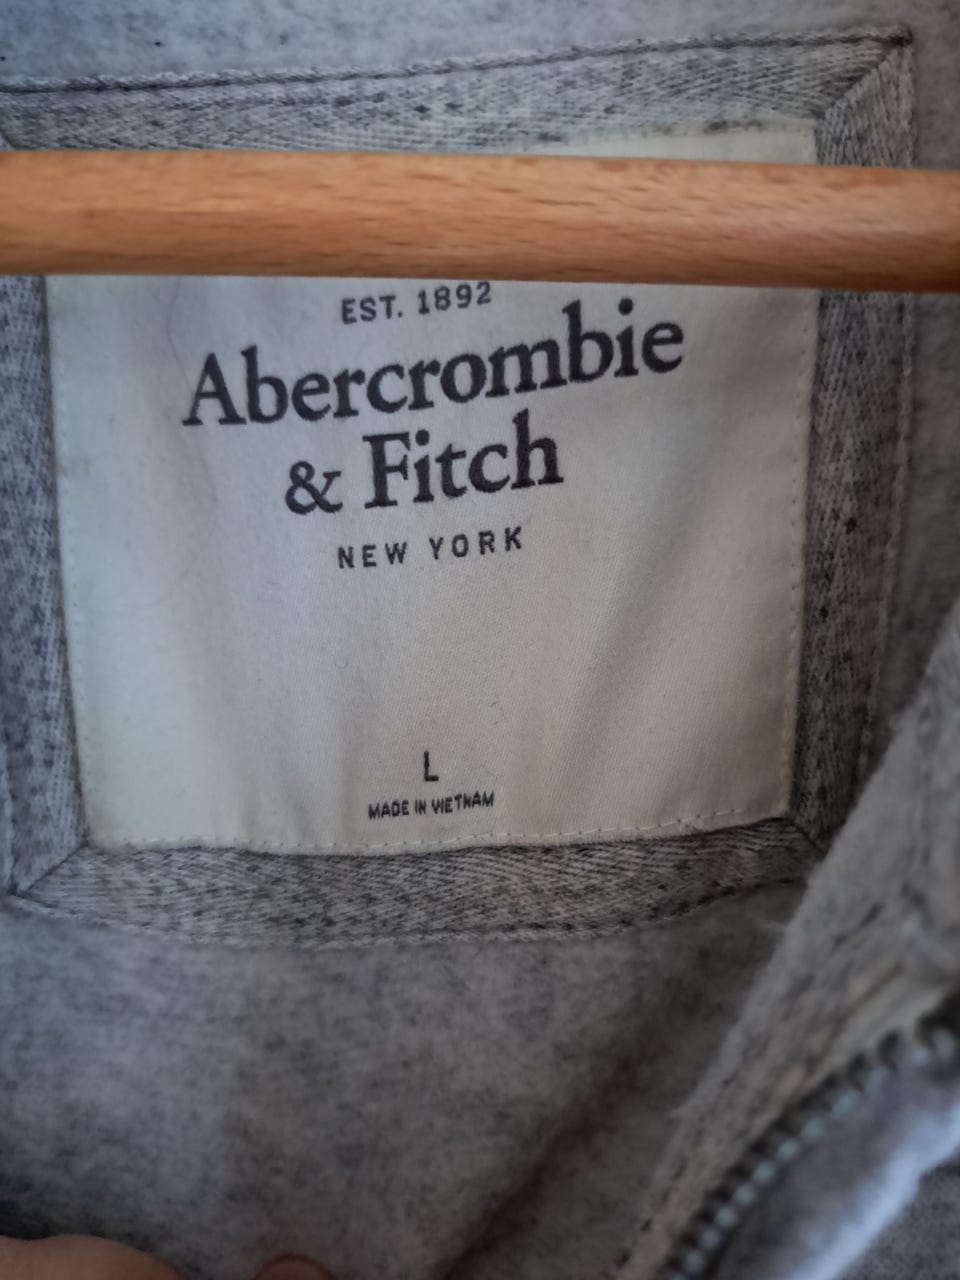 EST. 1892
Abercrombie
& Fitch
NEW YORK
L
MADE IN VIETNAM